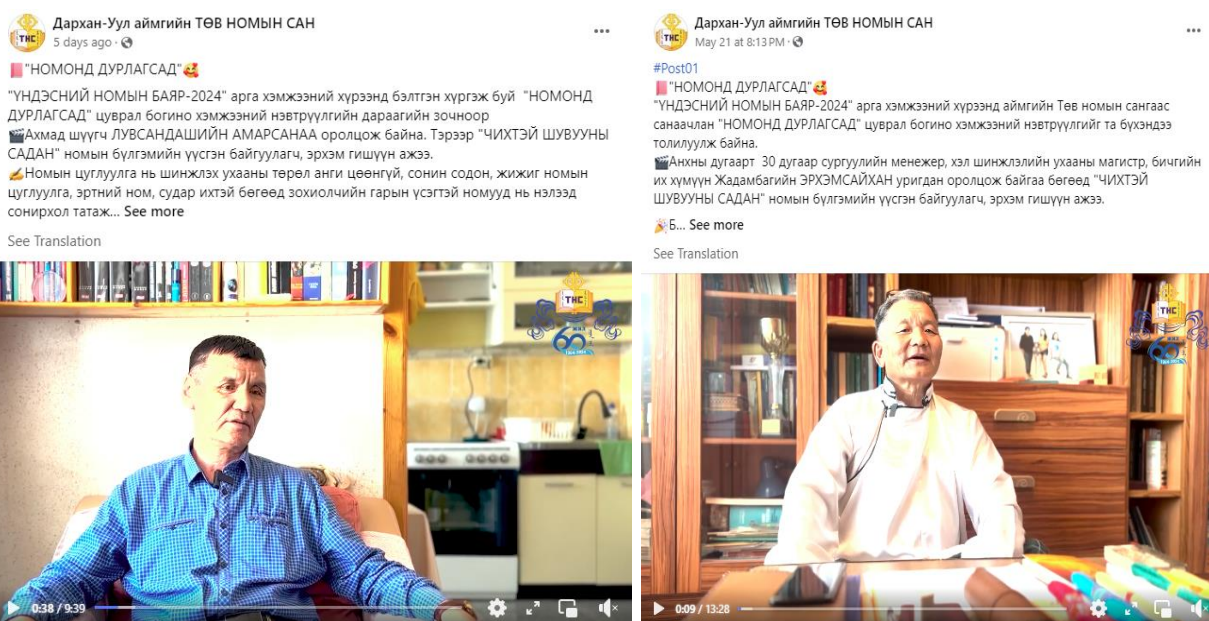 Дархан-Уул аймгийн ТӨВ НОМЫН САН
5 days ago ·
"НОМОНД ДУРЛАГСАД"
"ҮНДЭСНИЙ НОМЫН БАЯР-2024" арга хэмжээний хүрээнд бэлтгэн хүргэж буй "НОМОНД
ДУРЛАГСАД" цуврал богино хэмжээний нэвтрүүлгийн дараагийн зочноор
Ахмад шүүгч ЛУВСАНДАШИЙН АМАРСАНАА оролцож байна. Тэрээр "ЧИХТЭЙ ШУВУУНЫ
САДАН" номын бүлгэмийн үүсгэн байгуулагч, эрхэм гишүүн ажээ.
Номын цуглуулга нь шинжлэх ухааны төрөл анги цөөнгүй, сонин содон, жижиг номын
цуглуулга, эртний ном, судар ихтэй бөгөөд зохиолчийн гарын үсэгтэй номууд нь нэлээд
сонирхол татаж... See more
See Translation
ТНС
0:38 / 9:39
Дархан-Уул аймгийн ТӨВ НОМЫН САН
May 21 at 8:13 PM ·
#Post01
"НОМОНД ДУРЛАГСАД"
"ҮНДЭСНИЙ НОМЫН БАЯР-2024" арга хэмжээний хүрээнд аймгийн Төв номын сангаас
санаачлан "НОМОНД ДУРЛАГСАД" цуврал богино хэмжээний нэвтрүүлгийг та бүхэндээ
толилуулж байна.
Анхны дугаарт 30 дугаар сургуулийн менежер, хэл шинжлэлийн ухааны магистр, бичгийн
их хүмүүн Жадамбагийн ЭРХЭМСАЙХАН уригдан оролцож байгаа бөгөөд "ЧИХТЭЙ
ШУВУУНЫ САДАН" номын бүлгэмийн үүсгэн байгуулагч, эрхэм гишүүн ажээ.
Б... See more
See Translation
ТНС
0:09 / 13:28